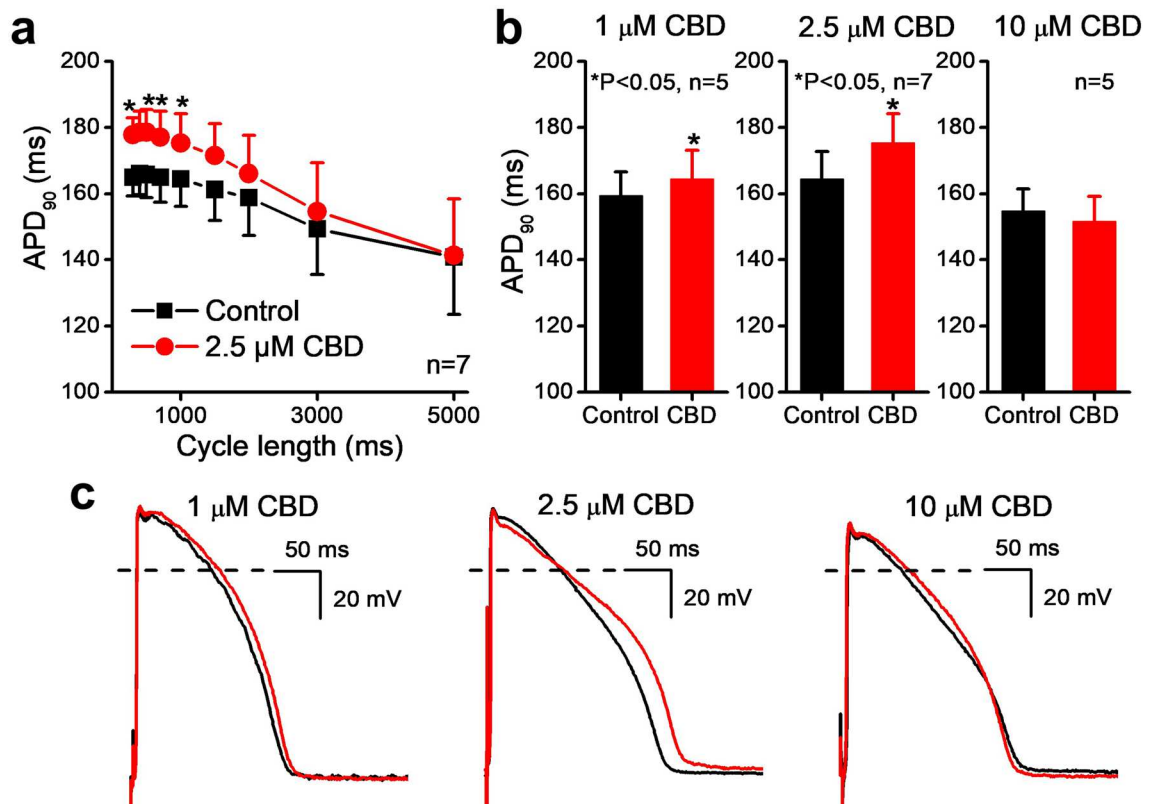 a
200
180
160
140
120
100
APD90 (ms)
* ** *
Control
2.5 µM CBD
n=7
1000 3000 5000
Cycle length (ms)
b
1 µM CBD 2.5 µM CBD 10 µM CBD
200
180
160
140
120
100
APD90 (ms)
*P<0.05, n=5
*
Control CBD
200
180
160
140
120
100
*P<0.05, n=7
*
Control CBD
200
180
160
140
120
100
n=5
Control CBD
c
1 µM CBD
50 ms
20 mV
2.5 µM CBD
50 ms
20 mV
10 µM CBD
50 ms
20 mV